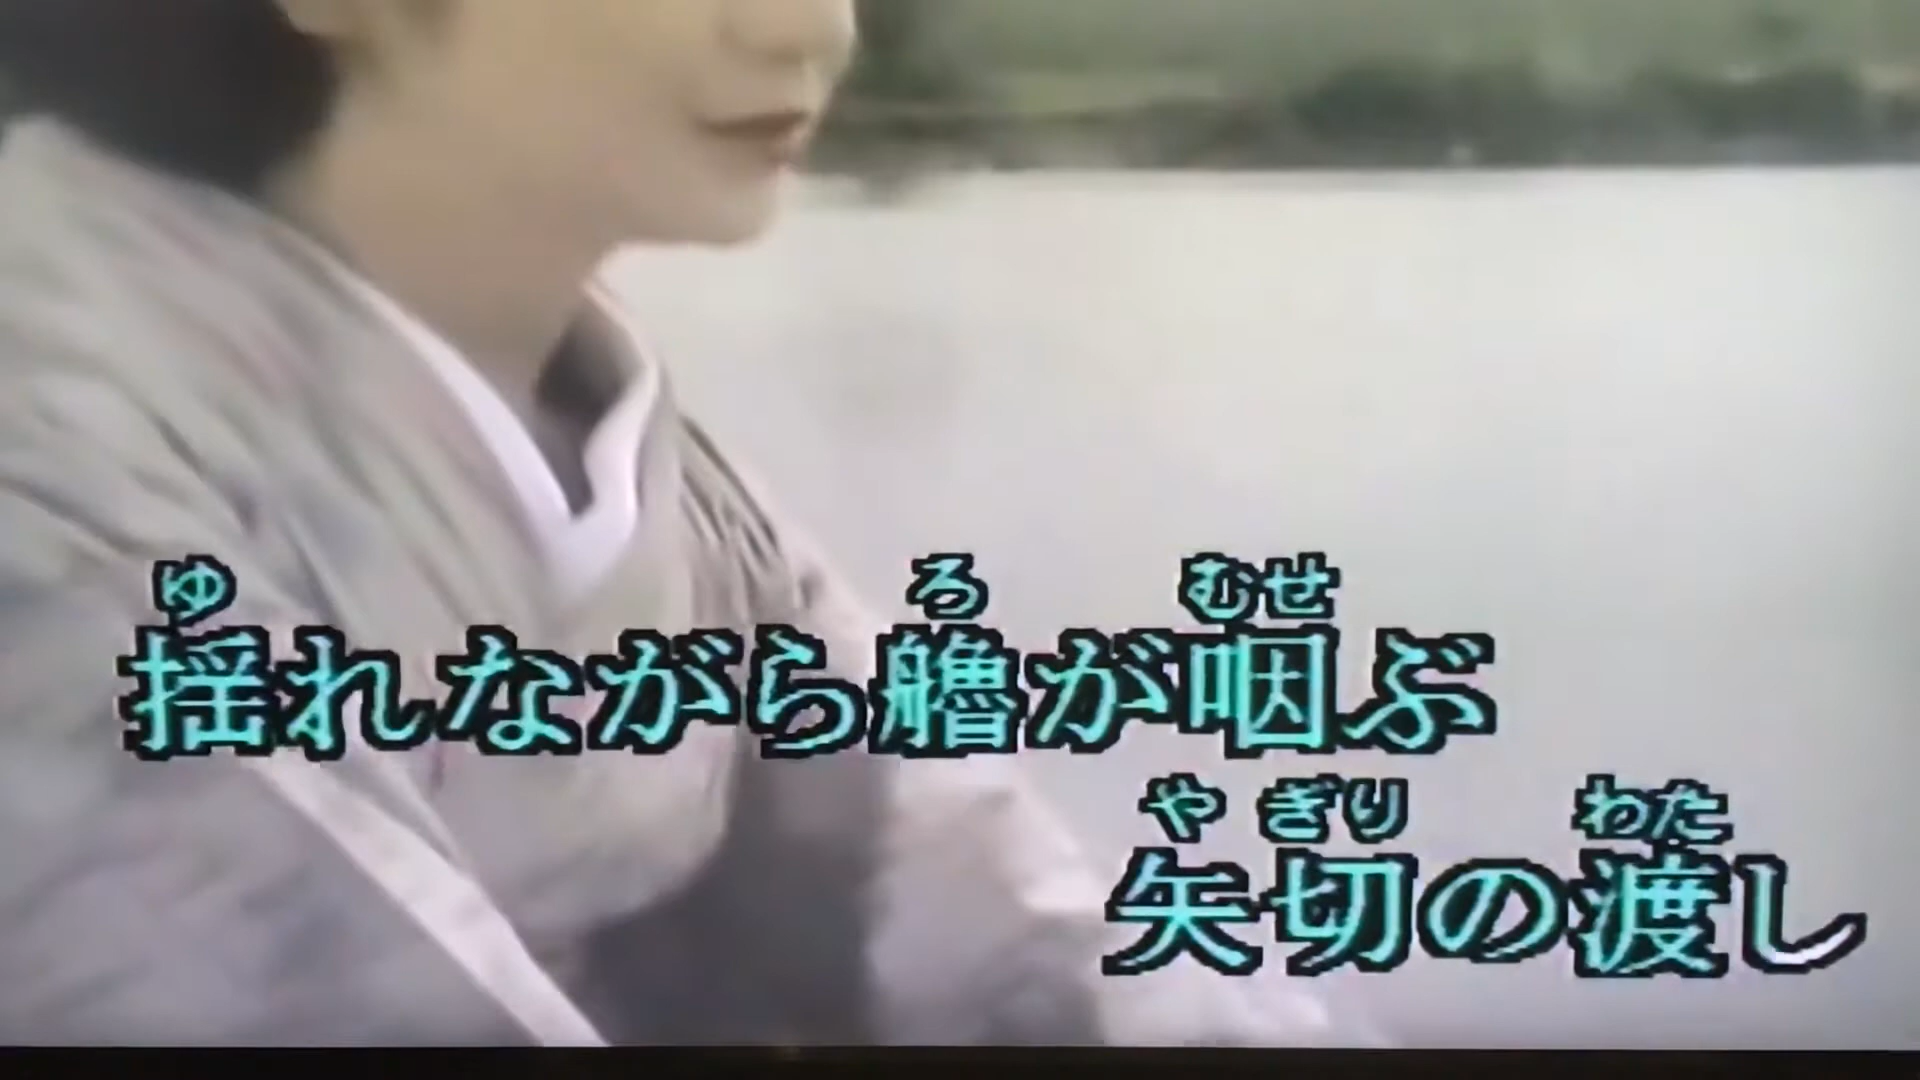 ゆ ろ むせ
揺れながら艪が咽ぶ
や ぎり わた
矢切の渡し